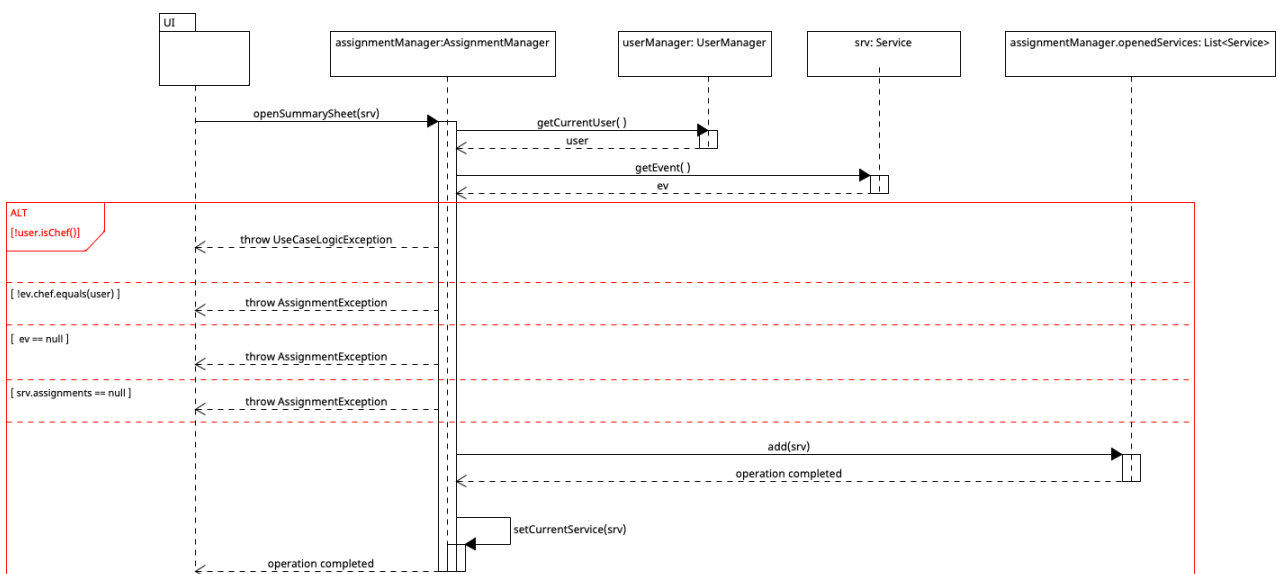 UI
assignmentManager:AssignmentManager
userManager: UserManager
srv: Service
assignmentManager.openedServices: List<Service>
openSummarySheet(srv)
getCurrentUser( )
user
getEvent( )
ev
ALT
[!user.isChef()]
throw UseCaseLogicException
[ !ev.chef.equals(user) ]
throw AssignmentException
[ ev == null ]
throw AssignmentException
[ srv.assignments == null ]
throw AssignmentException
add(srv)
operation completed
setCurrentService(srv)
operation completed